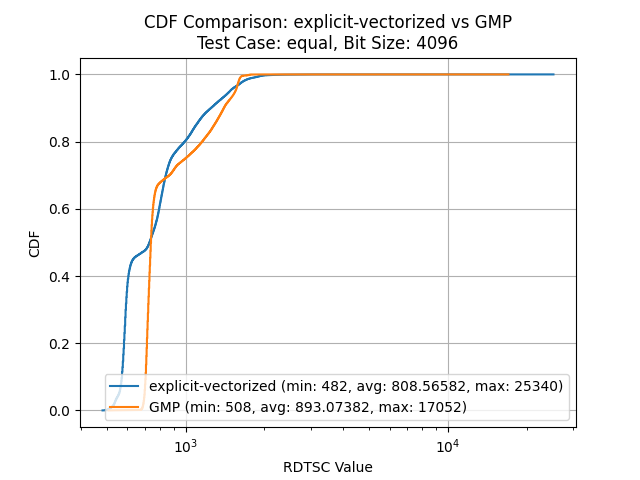 CDF Comparison: explicit-vectorized vs GMP
Test Case: equal, Bit Size: 4096
1.0
0.8
0.6
0.4
0.2
0.0
CDF
explicit-vectorized (min: 482, avg: 808.56582, max: 25340)
GMP (min: 508, avg: 893.07382, max: 17052)
10³ 10⁴
RDTSC Value